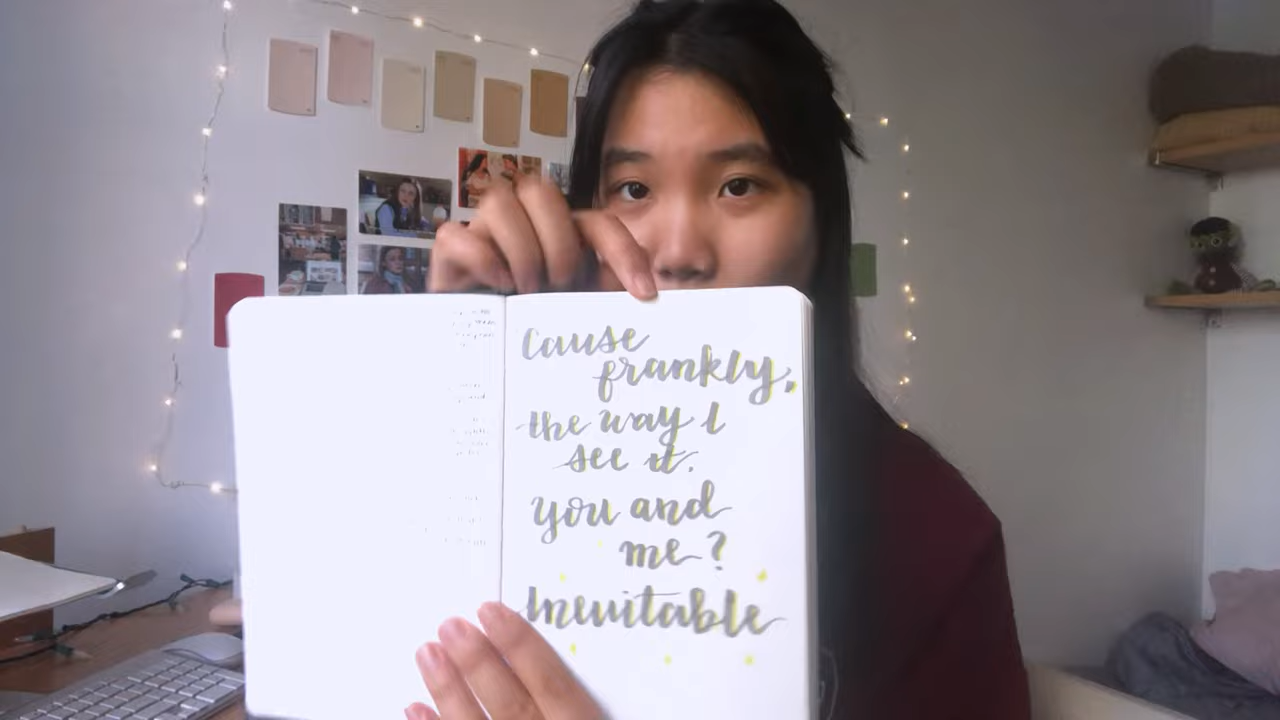 Cause
frankly,
the way I
see it.
you and
me?
Inevitable